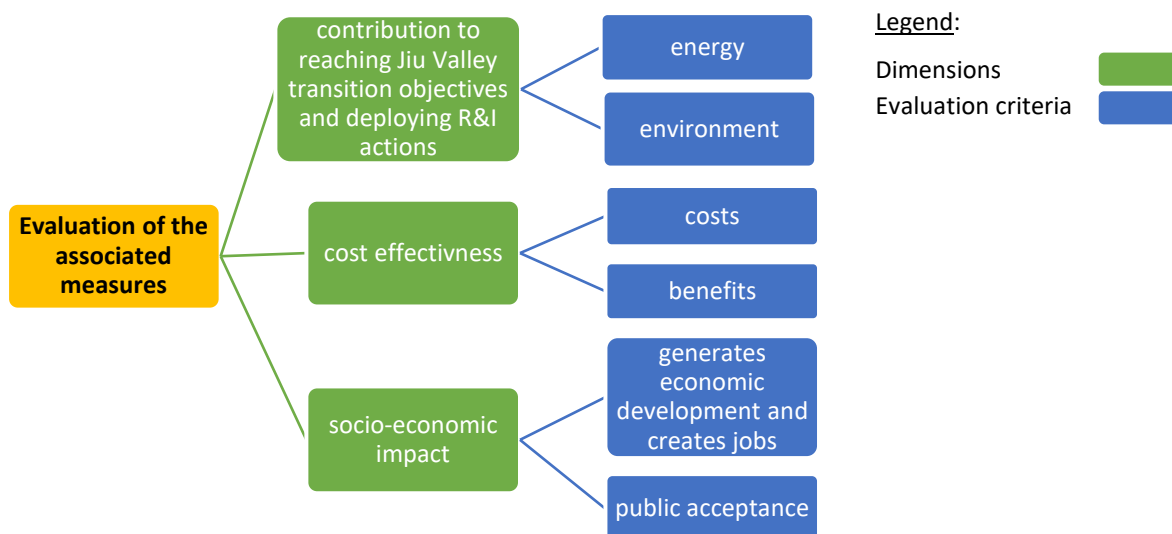 contribution to
reaching Jiu Valley
transition objectives
and deploying R&I
actions
energy
environment
Legend:
Dimensions
Evaluation criteria
Evaluation of the
associated
measures
cost effectivness
costs
benefits
socio-economic
impact
generates
economic
development and
creates jobs
public acceptance